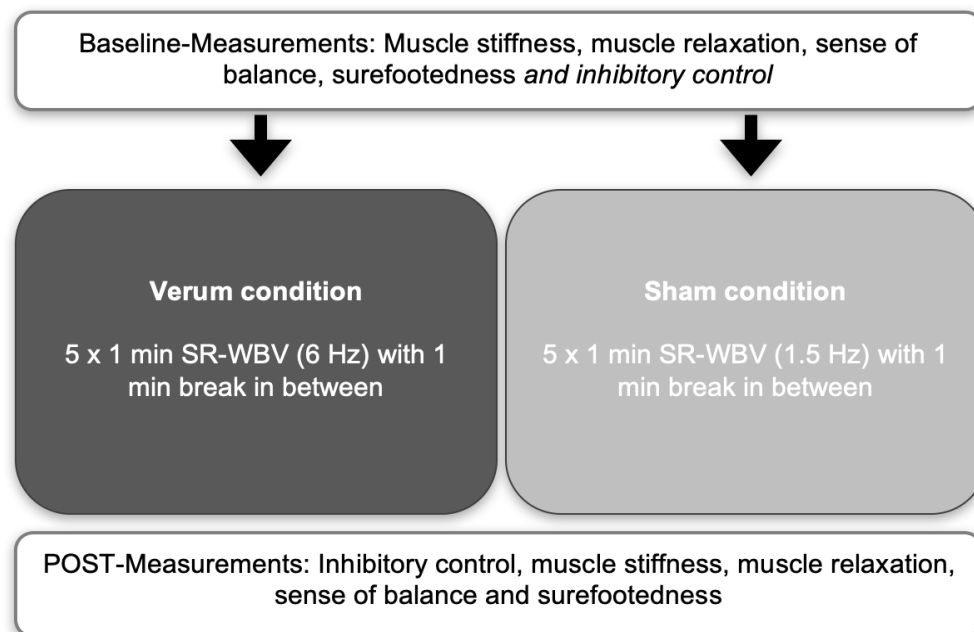 Baseline-Measurements: Muscle stiffness, muscle relaxation, sense of
balance, surefootedness and inhibitory control
Verum condition
5 x 1 min SR-WBV (6 Hz) with 1
min break in between
Sham condition
5 x 1 min SR-WBV (1.5 Hz) with 1
min break in between
POST-Measurements: Inhibitory control, muscle stiffness, muscle relaxation,
sense of balance and surefootedness